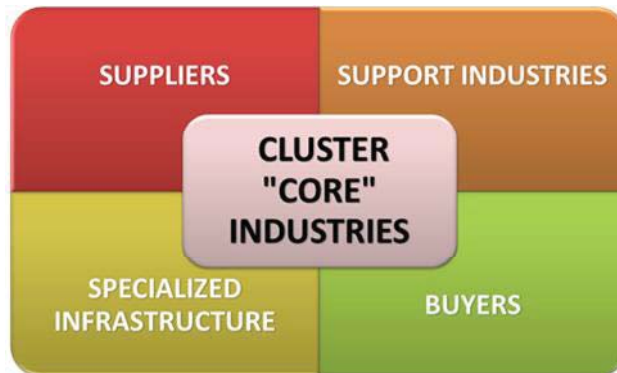 SUPPLIERS
SUPPORT INDUSTRIES
CLUSTER
"CORE"
INDUSTRIES
SPECIALIZED
INFRASTRUCTURE
BUYERS